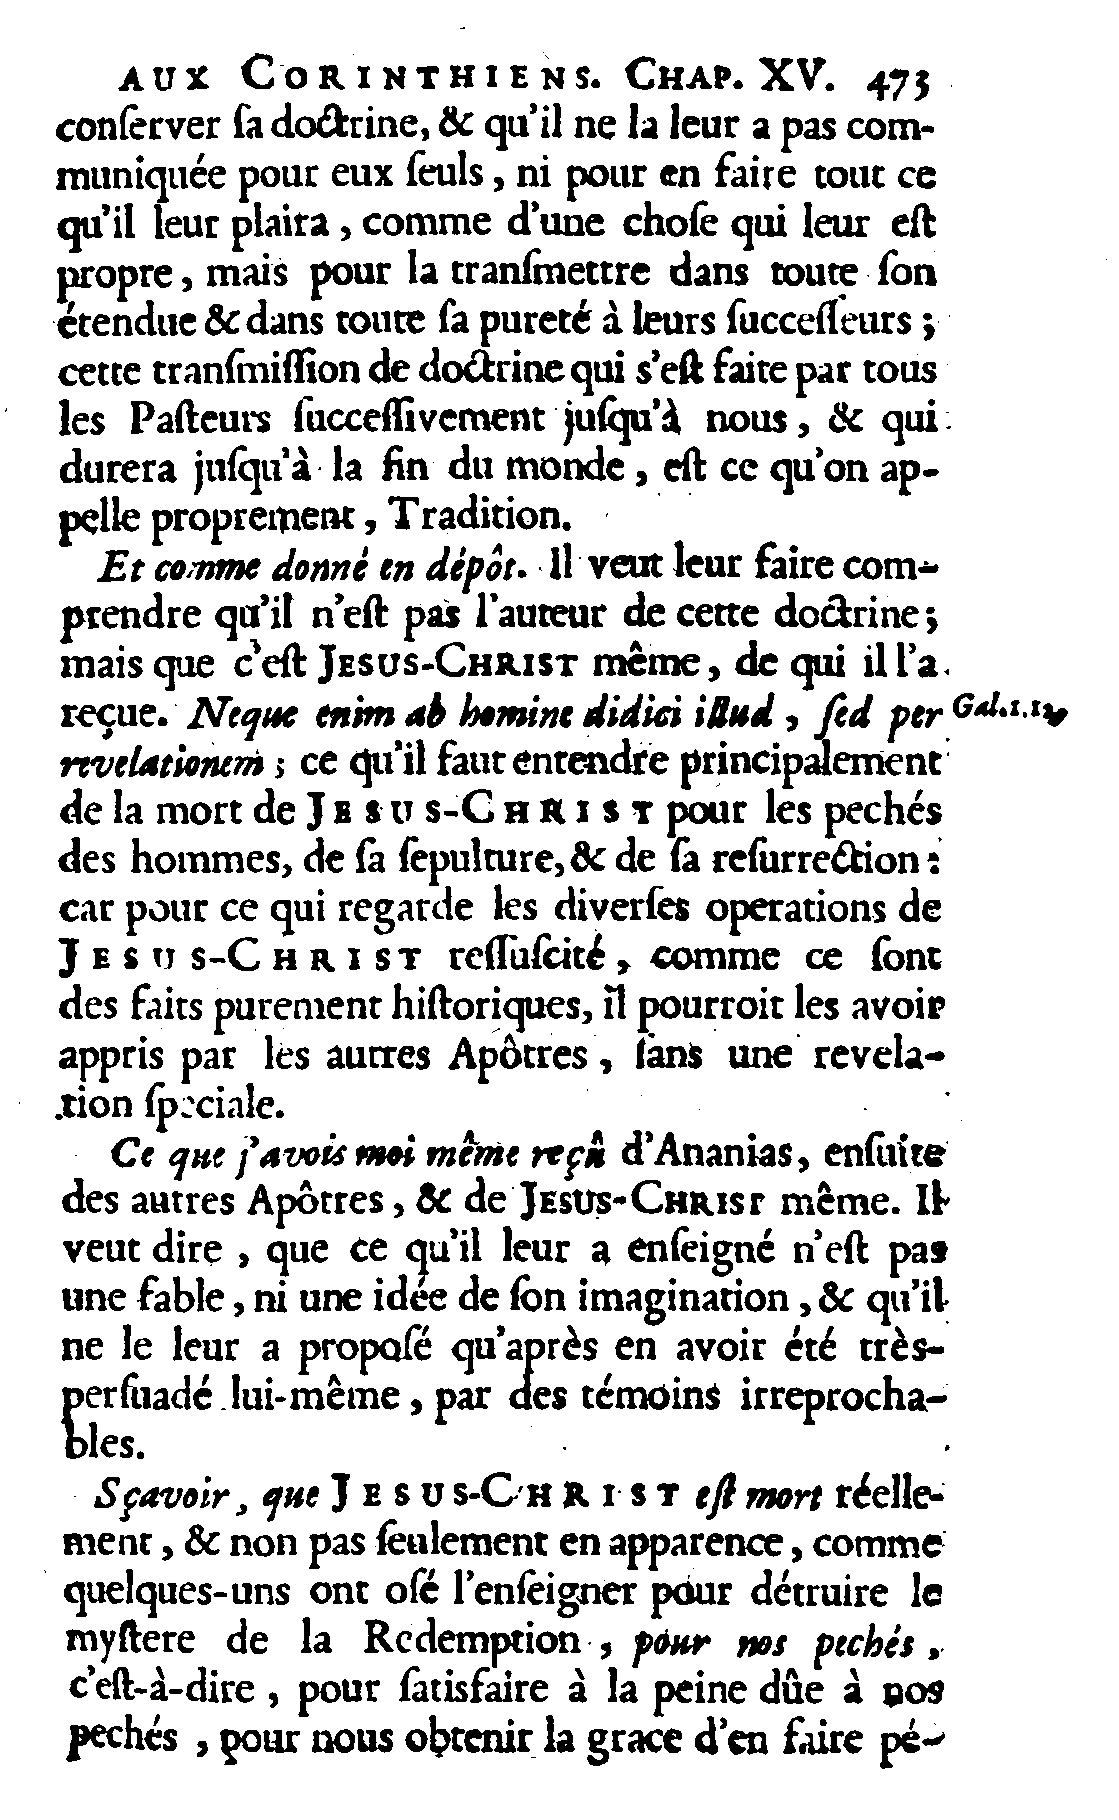 AUX CORINTHIENS. CHAP. XV. 473
conſerver ſa doctrine, & qu'il ne la leur a pas com-
muniquée pour eux ſeuls, ni pour en faire tout ce
qu'il leur plaira, comme d'une choſe qui leur eſt
propre, mais pour la tranſmettre dans toute ſon
étendue & dans toute ſa pureté à leurs ſucceſſeurs;
cette tranſmiſſion de doctrine qui s'eſt faite par tous
les Paſteurs ſucceſſivement juſqu'à nous, & qui
durera juſqu'à la fin du monde, eſt ce qu'on ap-
pelle proprement, Tradition.
Et comme donné en dépôt. Il veut leur faire com-
prendre qu'il n'eſt pas l'auteur de cette doctrine;
mais que c'eſt JESUS-CHRIST même, de qui il l'a
reçue. Neque enim ab homine didici illud, ſed per Gal. 1. 12.
revelationem; ce qu'il faut entendre principalement
de la mort de JESUS-CHRIST pour les pechés
des hommes, de ſa ſepulture, & de ſa reſurrection:
car pour ce qui regarde les diverſes operations de
JESUS-CHRIST reſſuſcité, comme ce ſont
des faits purement hiſtoriques, il pourroit les avoir
appris par les autres Apôtres, ſans une revela-
tion ſpeciale.
Ce que j'avois moi même reçû d'Ananias, enſuite
des autres Apôtres, & de JESUS-CHRIST même. Il
veut dire, que ce qu'il leur a enſeigné n'eſt pas
une fable, ni une idée de ſon imagination, & qu'il
ne le leur a propoſé qu'après en avoir été très-
perſuadé lui-même, par des témoins irreprocha-
bles.
Sçavoir, que JESUS-CHRIST eſt mort réelle-
ment, & non pas ſeulement en apparence, comme
quelques-uns ont oſé l'enſeigner pour détruire le
myſtere de la Redemption, pour nos pechés,
c'eſt-à-dire, pour ſatisfaire à la peine dûe à nos
pechés, pour nous obtenir la grace d'en faire pé-